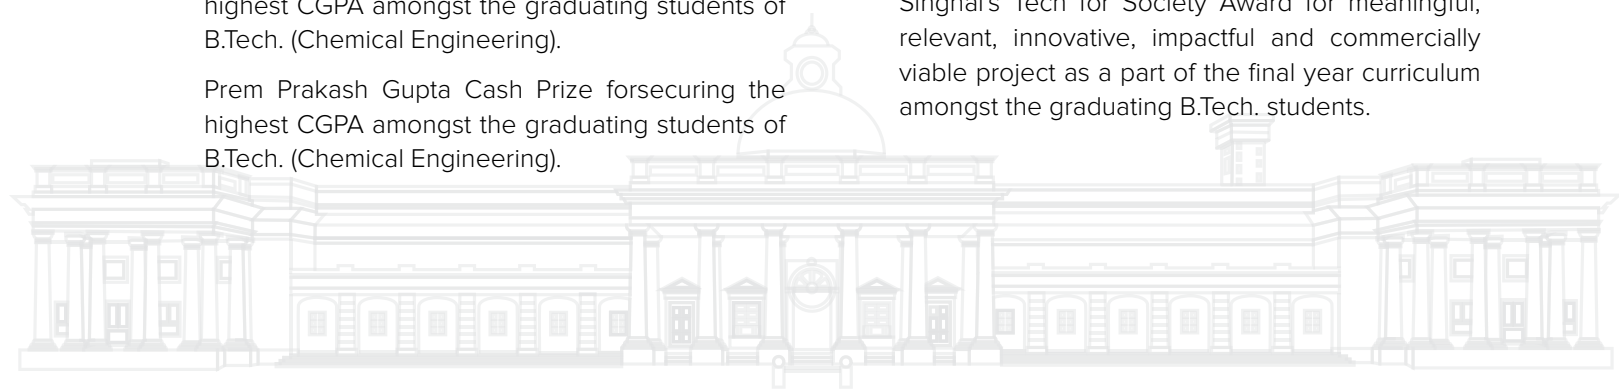 highest CGPA amongst the graduating students of
B.Tech. (Chemical Engineering).
Prem Prakash Gupta Cash Prize forsecuring the
highest CGPA amongst the graduating students of
B.Tech. (Chemical Engineering).
Singhal's Tech for Society Award for meaningful,
relevant, innovative, impactful and commercially
viable project as a part of the final year curriculum
amongst the graduating B.Tech. students.